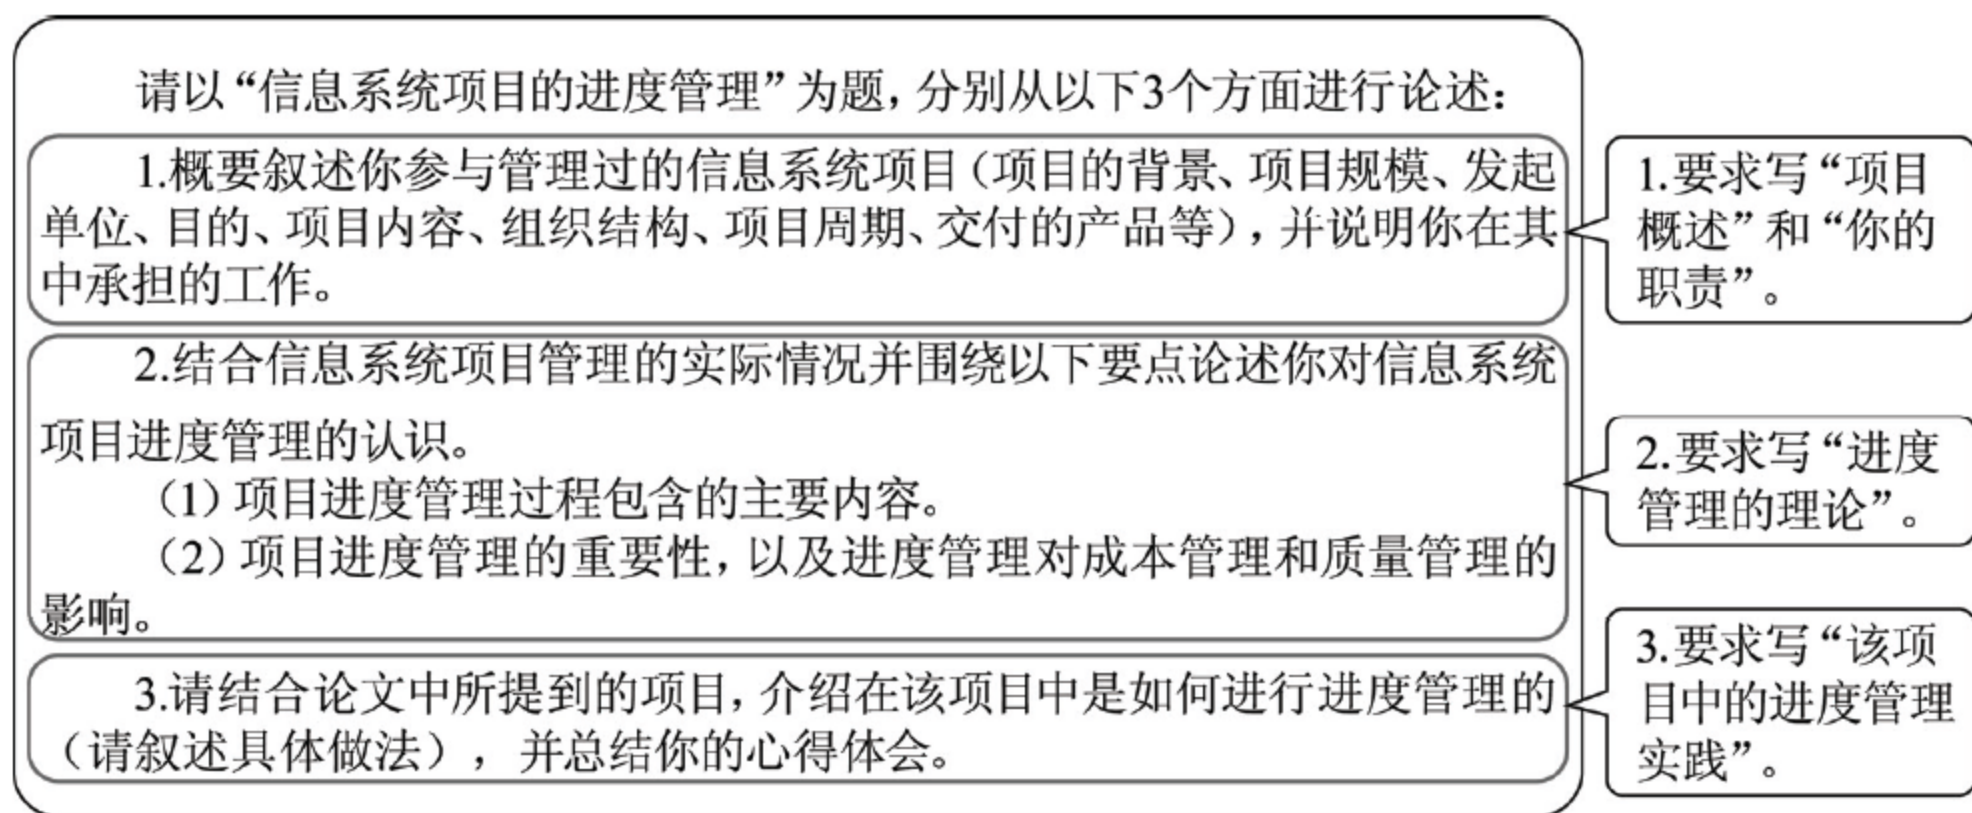 请以“信息系统项目的进度管理”为题，分别从以下3个方面进行论述：
1.概要叙述你参与管理过的信息系统项目（项目的背景、项目规模、发起
单位、目的、项目内容、组织结构、项目周期、交付的产品等），并说明你在其
中承担的工作。
1.要求写“项目
概述”和“你的
职责”。
2.结合信息系统项目管理的实际情况并围绕以下要点论述你对信息系统
项目进度管理的认识。
（1）项目进度管理过程包含的主要内容。
（2）项目进度管理的重要性，以及进度管理对成本管理和质量管理的
影响。
2.要求写“进度
管理的理论”。
3.请结合论文中所提到的项目，介绍在该项目中是如何进行进度管理的
（请叙述具体做法），并总结你的心得体会。
3.要求写“该项
目中的进度管理
实践”。